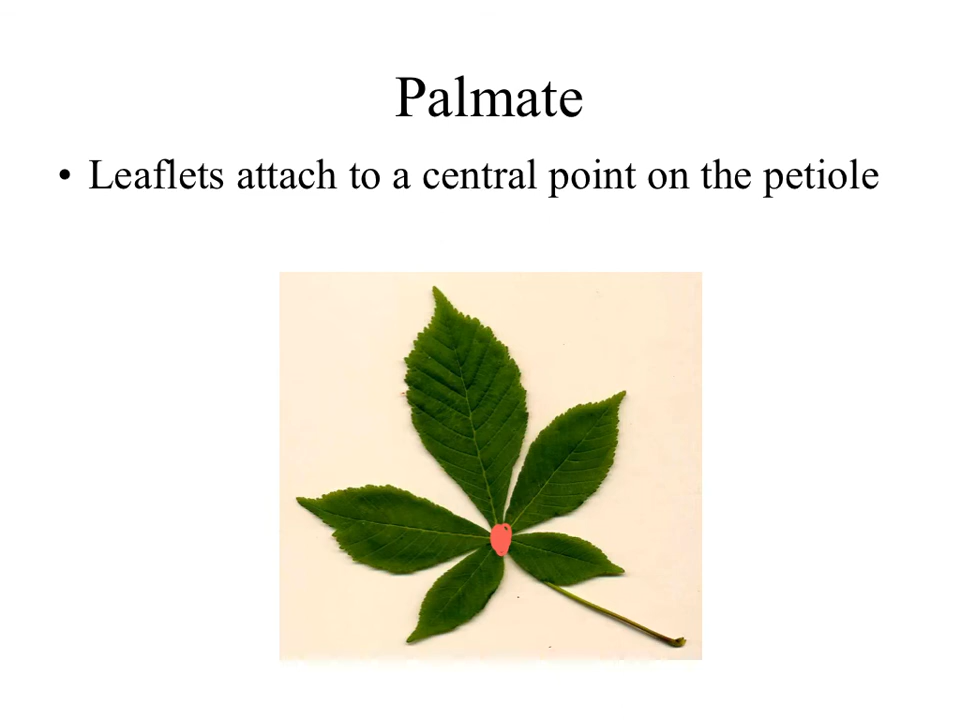 Palmate
• Leaflets attach to a central point on the petiole